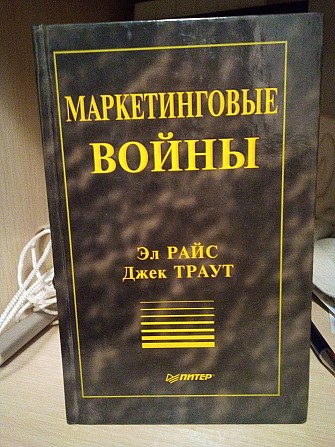 МАРКЕТИНГОВЫЕ
ВОЙНЫ
Эл РАЙС
Джек ТРАУТ
ПИТЕР